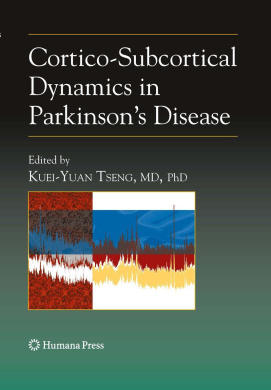 Cortico-Subcortical
Dynamics in
Parkinson's Disease
Edited by
KUEI-YUAN TSENG, MD, PhD
Humana Press